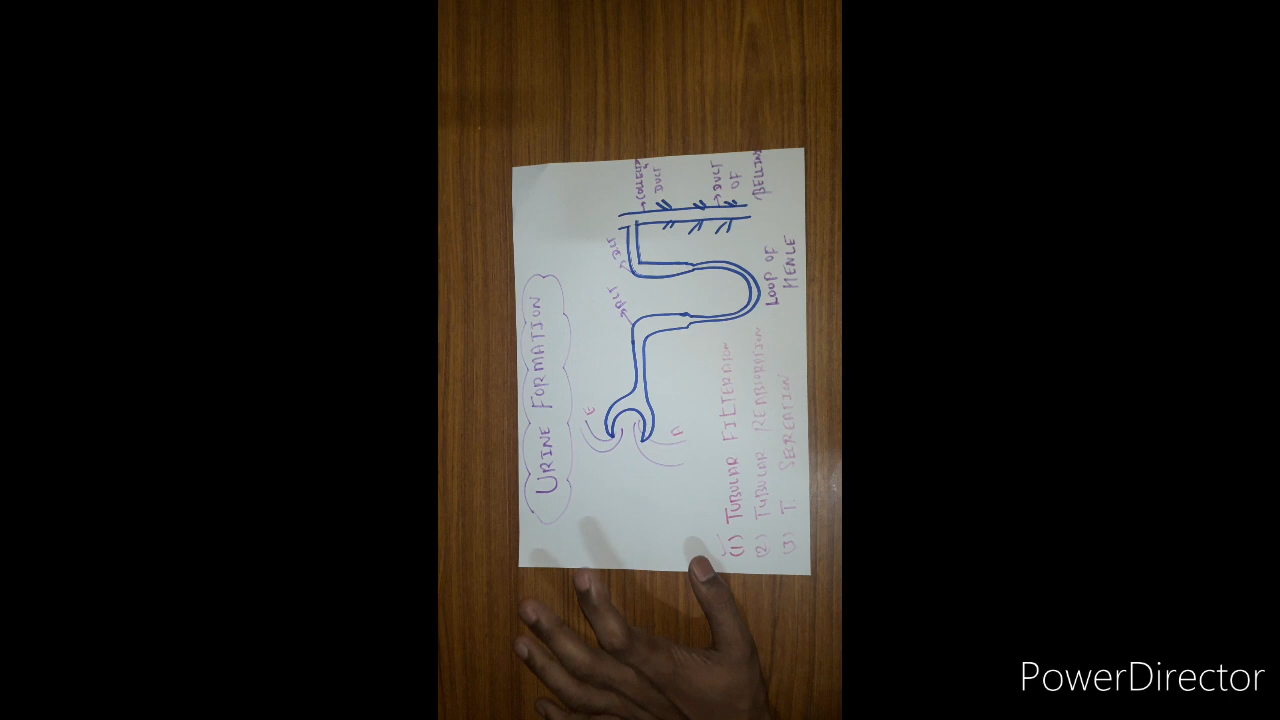 URINE FORMATION
E
A
→PCT
→DCT
→COLLECTING
DUCT
→DUCT
OF
BELLINI
LOOP OF
HENLE
(1) TUBULAR FILTERATION
(2) TUBULAR REABSORPTION
(3) T. SECREATION
PowerDirector